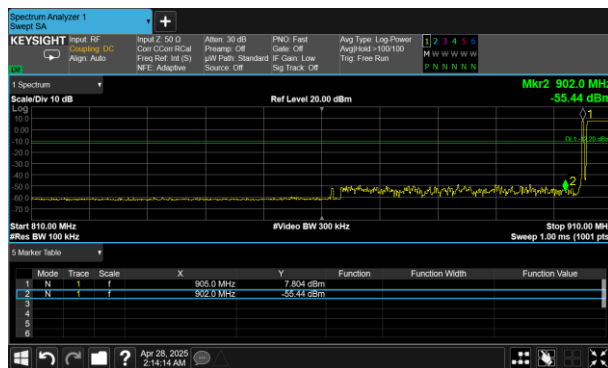 Spectrum Analyzer 1
Swept SA
KEYSIGHT Input: RF Input Z: 50 Ω Atten: 30 dB PNO: Fast Avg Type: Log-Power 1 2 3 4 5 6
Coupling: DC Corr CCorr RCal Preamp: Off Gate: Off Avg|Hold:>100/100 M W W W W W
Align: Auto Freq Ref: Int (S) µW Path: Standard IF Gain: Low Trig: Free Run
NFE: Adaptive Source: Off Sig Track: Off P N N N N N
1 Spectrum Mkr2 902.0 MHz
Scale/Div 10 dB Ref Level 20.00 dBm -55.44 dBm
Log
10.0
0.00
-10.0
-20.0
-30.0
-40.0
-50.0
-60.0
-70.0
1
2
Start 810.00 MHz #Video BW 300 kHz Stop 910.00 MHz
#Res BW 100 kHz Sweep 1.00 ms (1001 pts
5 Marker Table
Mode Trace Scale X Y Function Function Width Function Value
1 N 1 f 905.0 MHz 7.804 dBm
2 N 1 f 902.0 MHz -55.44 dBm
3
4
5
6
? Apr 28, 2025
2:14:14 AM